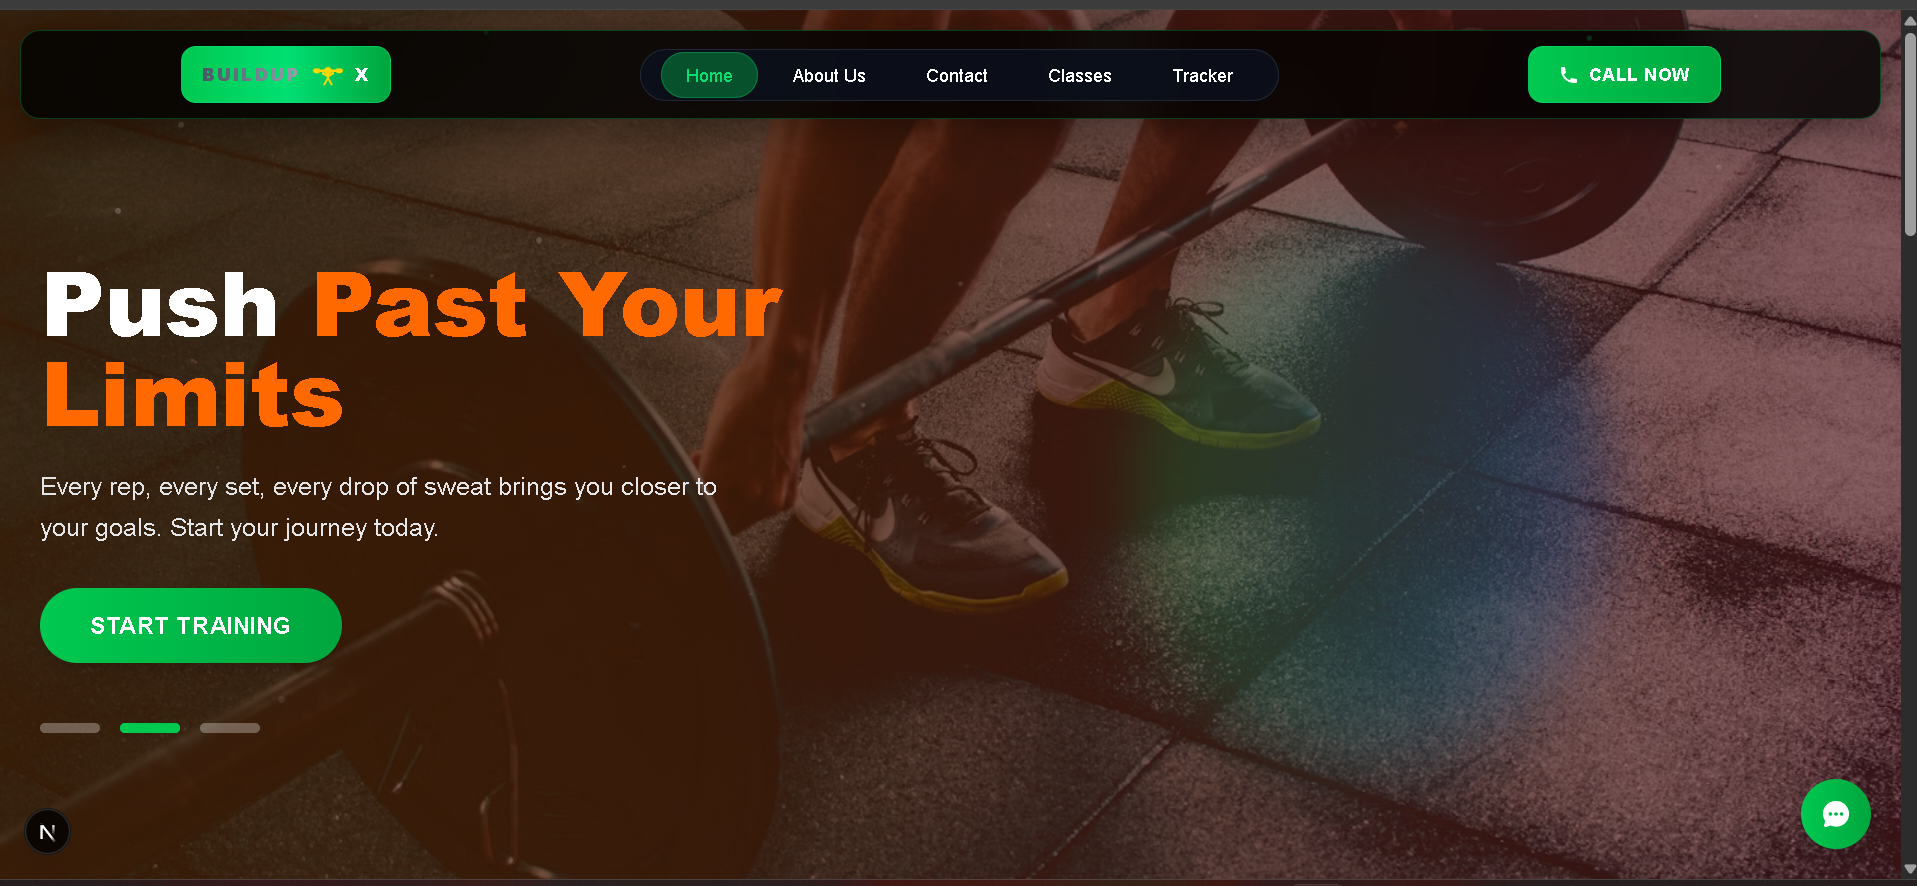 BUILDUP X
Home
About Us
Contact
Classes
Tracker
CALL NOW
Push Past Your
Limits
Every rep, every set, every drop of sweat brings you closer to
your goals. Start your journey today.
START TRAINING
N